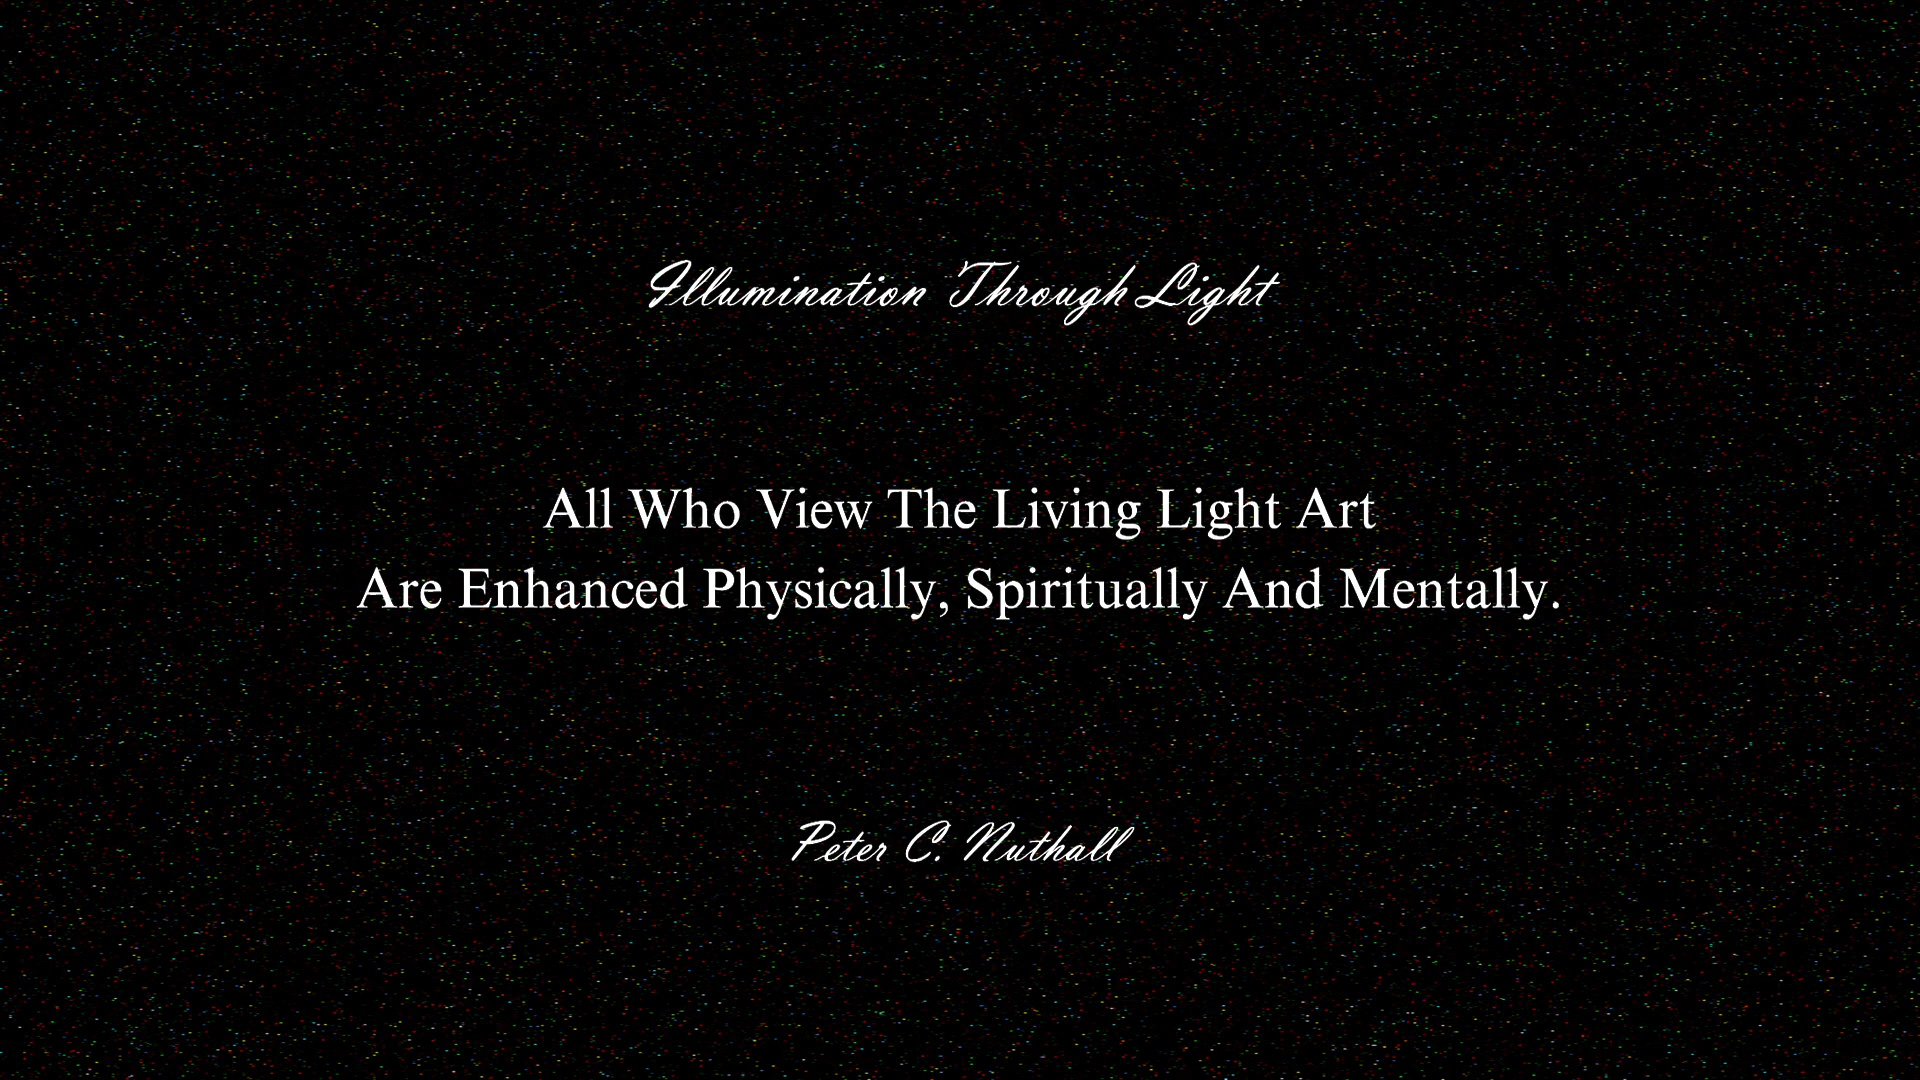 Illumination Through Light
All Who View The Living Light Art
Are Enhanced Physically, Spiritually And Mentally.
Peter C. Nuthall